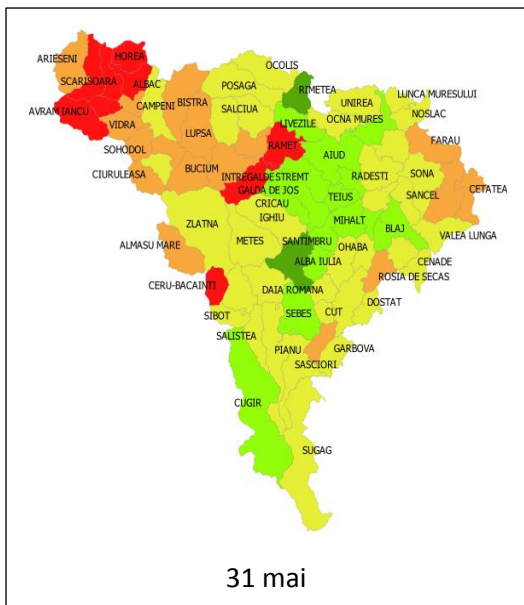 OCOLIS
ARIESENI
HOREA
SCARISOARA
ALBAC
POSAGA
RIMETEA
LUNCA MURESULUI
AVRAM IANCU
CAMPENI
BISTRA
SALCIUA
UNIREA
NOSLAC
VIDRA
LIVEZILE
OCNA MURES
LUPSA
SOHODOL
RAMET
AIUD
FARAU
CIURULEASA
BUCIUM
INTREGALDE
STREMT
RADESTI
SONA
GALDA DE JOS
TEIUS
SANCEL
CETATEA
CRICAU
ZLATNA
IGHIU
MIHALT
BLAJ
ALMASU MARE
METES
SANTIMBRU
OHABA
VALEA LUNGA
ALBA IULIA
CENADE
CERU-BACAINTI
DAIA ROMANA
ROSIA DE SECAS
SIBOT
SEBES
CUT
DOSTAT
SALISTEA
PIANU
GARBOVA
SASCIORI
CUGIR
SUGAG
31 mai